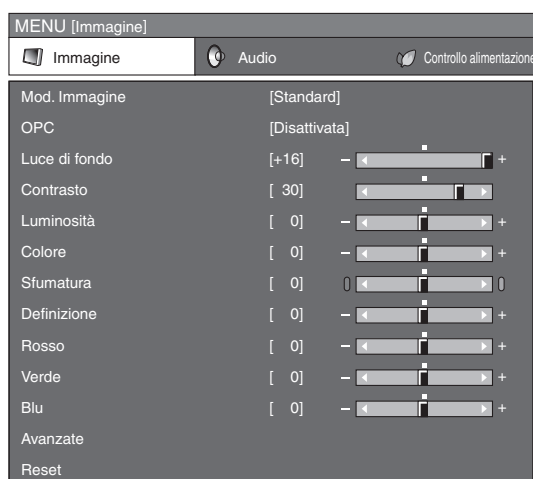 MENU [Immagine]
Immagine Audio Controllo alimentazione
Mod. Immagine [Standard]
OPC [Disattivata]
Luce di fondo [+16] – +
Contrasto [ 30]
Luminosità [ 0] – +
Colore [ 0] – +
Sfumatura [ 0]
Definizione [ 0] – +
Rosso [ 0] – +
Verde [ 0] – +
Blu [ 0] – +
Avanzate
Reset